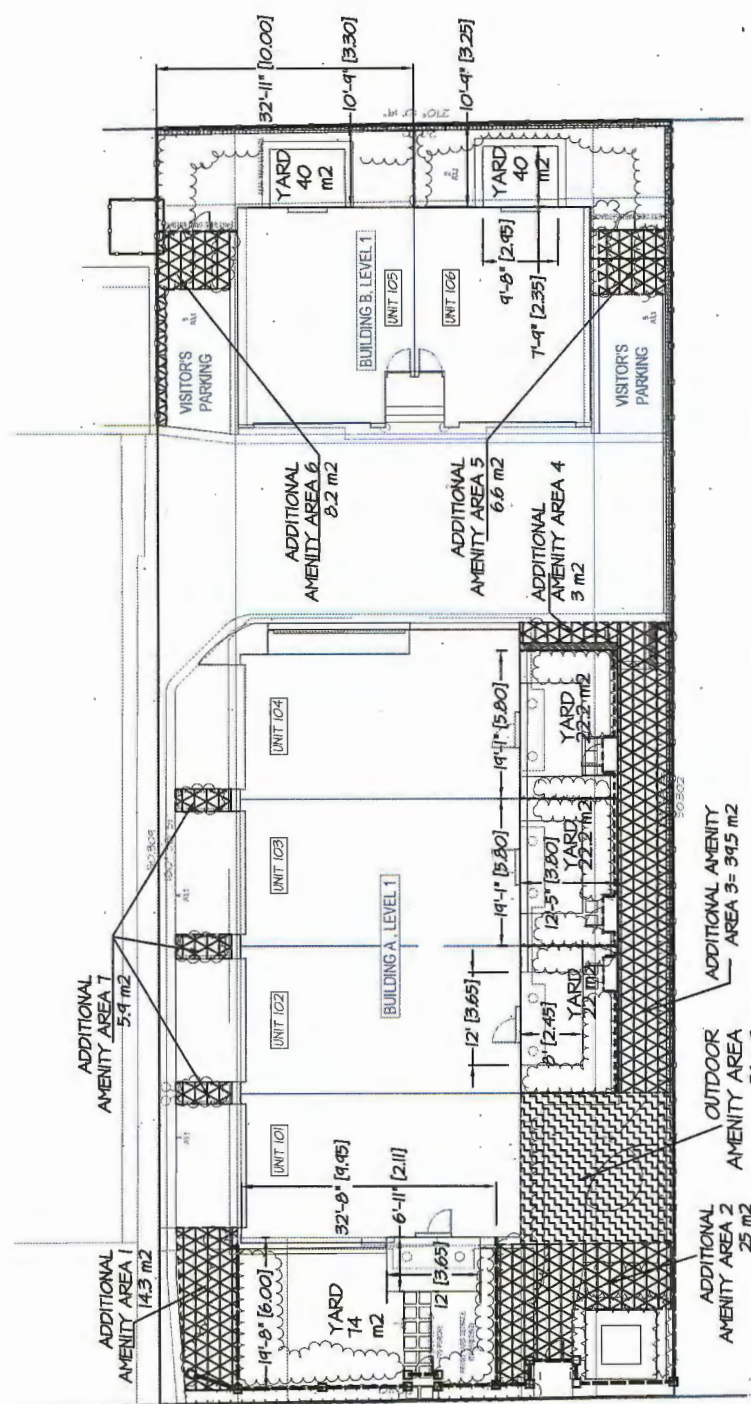 ADDITIONAL
AMENITY AREA 1
14.3 m2
ADDITIONAL
AMENITY AREA 7
5.9 m2
VISITOR'S
PARKING
32'-11" [10.00]
10'-9" [3.30]
10'-9" [3.25]
UNIT 101
UNIT 102
UNIT 103
UNIT 104
BUILDING A, LEVEL 1
ADDITIONAL
AMENITY AREA 6
8.2 m2
BUILDING B, LEVEL 1
UNIT 105
UNIT 106
YARD
40
m2
YARD
40
m2
9'-8" [2.95]
7'-9" [2.35]
ADDITIONAL
AMENITY AREA 5
6.6 m2
ADDITIONAL
AMENITY AREA 4
3 m2
VISITOR'S
PARKING
19'-8" [6.00]
YARD
74
m2
32'-8" [9.95]
6'-11" [2.11]
12' [3.65]
12' [3.65]
8' [2.45]
YARD
22 m2
19'-1" [5.80]
12'-5" [3.80]
YARD
22.2 m2
19'-1" [5.80]
YARD
22.2 m2
ADDITIONAL
AMENITY AREA 2
25 m2
OUTDOOR
AMENITY AREA
ADDITIONAL AMENITY
AREA 3= 39.5 m2